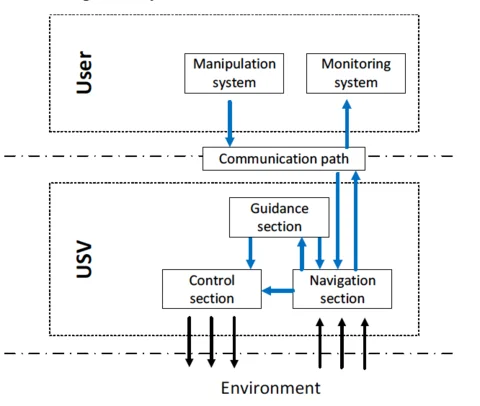 User
Manipulation
system
Monitoring
system
Communication path
USV
Guidance
section
Control
section
Navigation
section
Environment